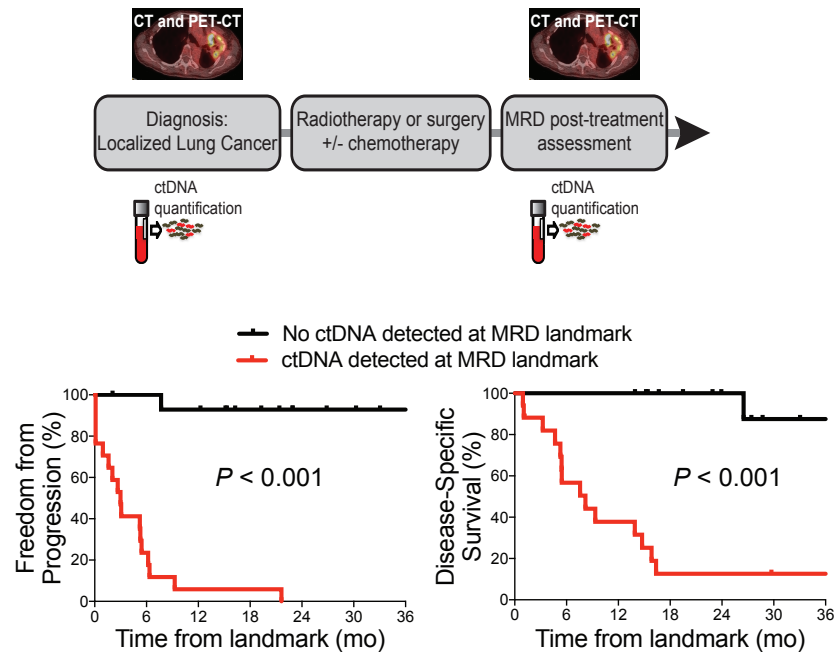 CT and PET-CT
CT and PET-CT
Diagnosis:
Localized Lung Cancer
Radiotherapy or surgery
+/- chemotherapy
MRD post-treatment
assessment
ctDNA
quantification
ctDNA
quantification
No ctDNA detected at MRD landmark
ctDNA detected at MRD landmark
Freedom from
Progression (%)
100
80
60
40
20
0
P < 0.001
0 6 12 18 24 30 36
Time from landmark (mo)
Disease-Specific
Survival (%)
100
80
60
40
20
0
P < 0.001
0 6 12 18 24 30 36
Time from landmark (mo)